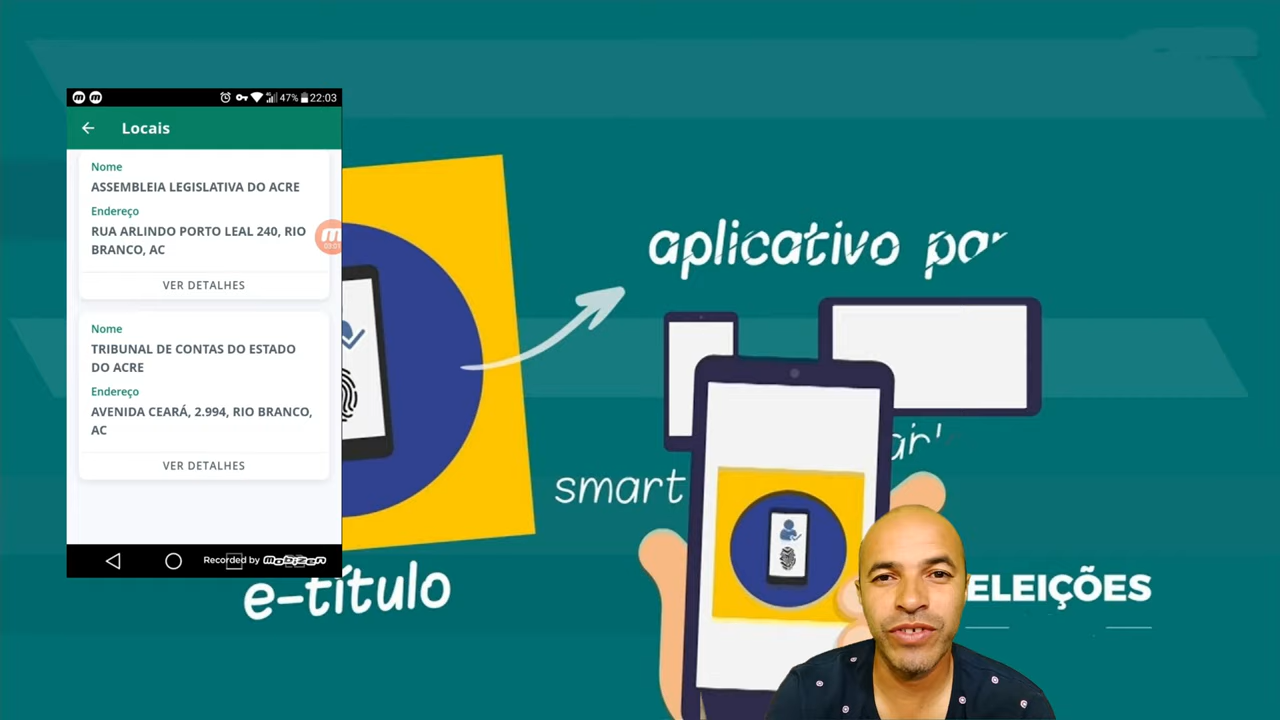 47% 22:03
Locais
Nome
ASSEMBLEIA LEGISLATIVA DO ACRE
Endereço
RUA ARLINDO PORTO LEAL 240, RIO
BRANCO, AC
VER DETALHES
Nome
TRIBUNAL DE CONTAS DO ESTADO
DO ACRE
Endereço
AVENIDA CEARÁ, 2.994, RIO BRANCO,
AC
VER DETALHES
Recorded by mobizen
e-título
aplicativo par
smart
ELEIÇÕES